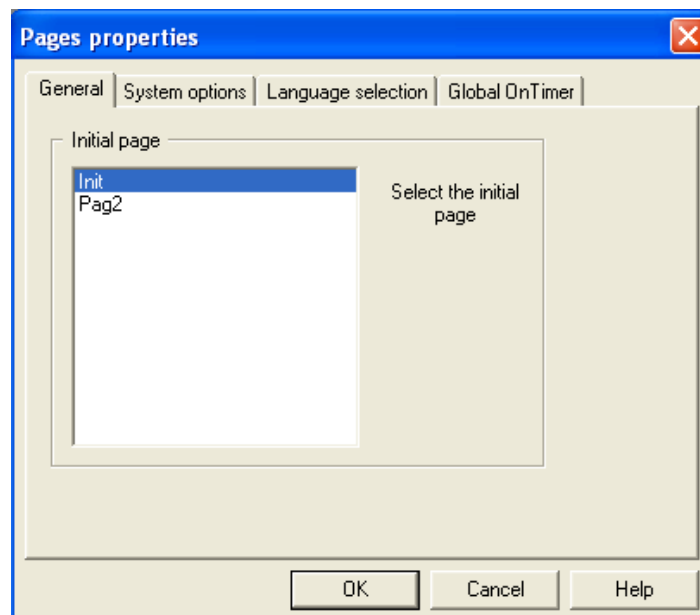 Pages properties
General
System options
Language selection
Global OnTimer
Initial page
Init
Pag2
Select the initial
page
OK
Cancel
Help